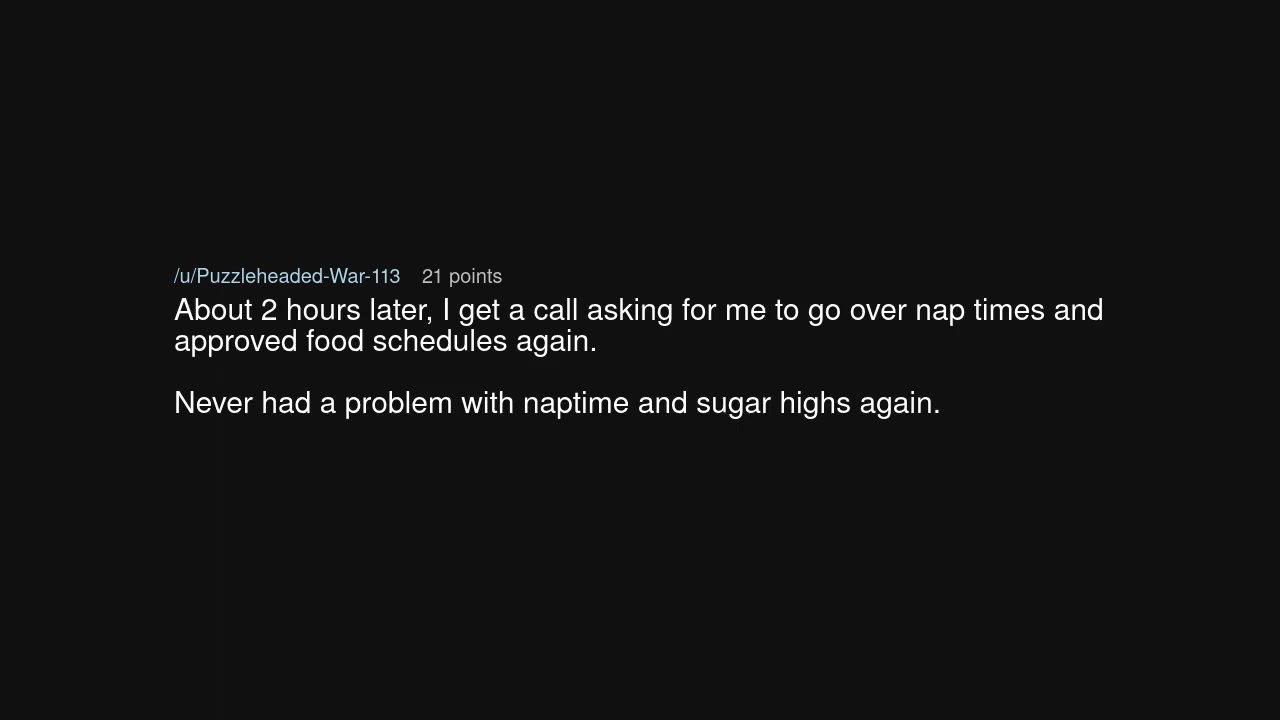 /u/Puzzleheaded-War-113 21 points
About 2 hours later, I get a call asking for me to go over nap times and
approved food schedules again.
Never had a problem with naptime and sugar highs again.